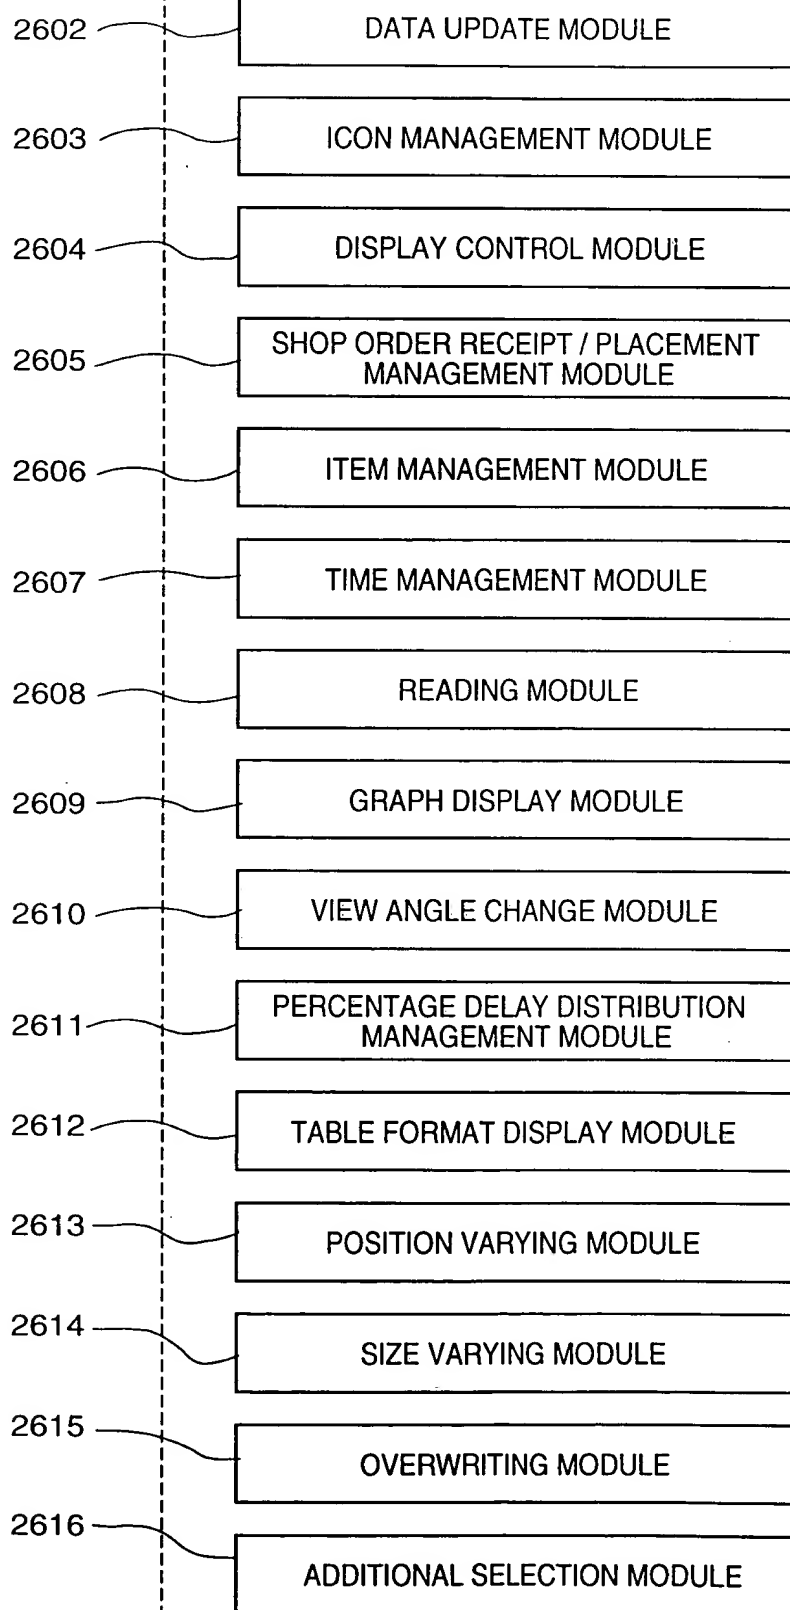 2602 DATA UPDATE MODULE
2603 ICON MANAGEMENT MODULE
2604 DISPLAY CONTROL MODULE
2605 SHOP ORDER RECEIPT / PLACEMENT
MANAGEMENT MODULE
2606 ITEM MANAGEMENT MODULE
2607 TIME MANAGEMENT MODULE
2608 READING MODULE
2609 GRAPH DISPLAY MODULE
2610 VIEW ANGLE CHANGE MODULE
2611 PERCENTAGE DELAY DISTRIBUTION
MANAGEMENT MODULE
2612 TABLE FORMAT DISPLAY MODULE
2613 POSITION VARYING MODULE
2614 SIZE VARYING MODULE
2615 OVERWRITING MODULE
2616 ADDITIONAL SELECTION MODULE